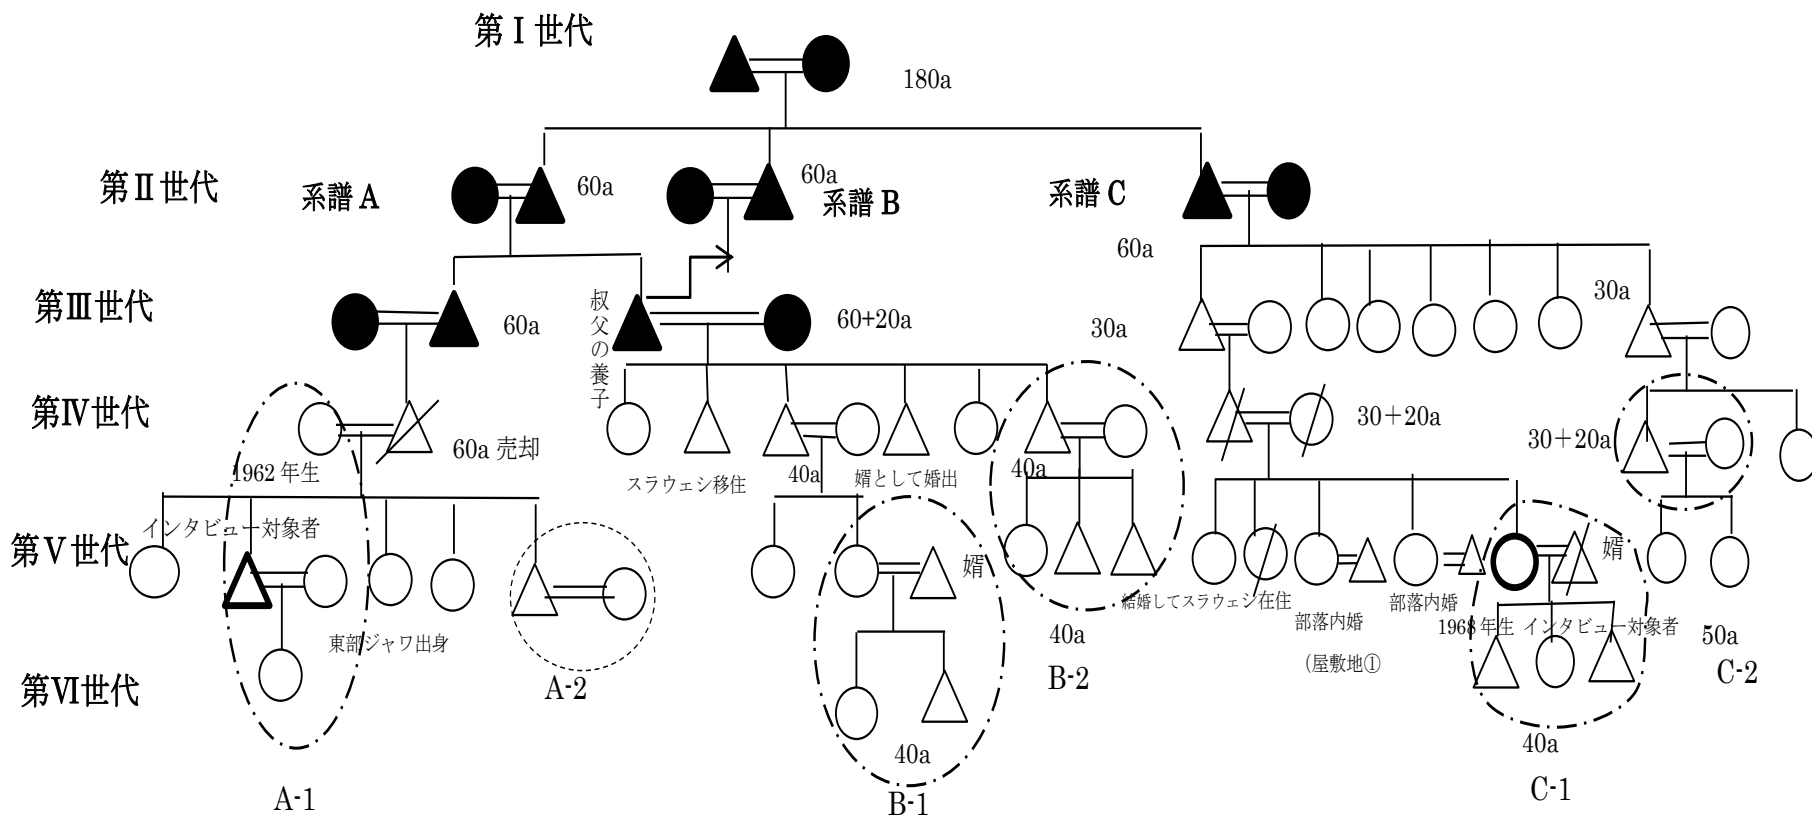 第Ⅰ世代
180a
第Ⅱ世代
系譜 A
60a
60a
系譜 B
系譜 C
60a
第Ⅲ世代
60a
叔父の養子
60+20a
30a
30a
第Ⅳ世代
60a 売却
1962 年生
スラウェシ移住
40a
婿として婚出
40a
30＋20a
30＋20a
第Ⅴ世代
インタビュー対象者
東部ジャワ出身
婿
結婚してスラウェシ在住
部落内婚
(屋敷地①
部落内婚
婿
1968 年生 インタビュー対象者
50a
第Ⅵ世代
A-1
A-2
40a
B-1
40a
B-2
40a
C-1
C-2